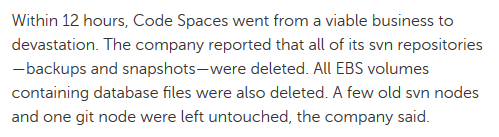 Within 12 hours, Code Spaces went from a viable business to
devastation. The company reported that all of its svn repositories
—backups and snapshots—were deleted. All EBS volumes
containing database files were also deleted. A few old svn nodes
and one git node were left untouched, the company said.